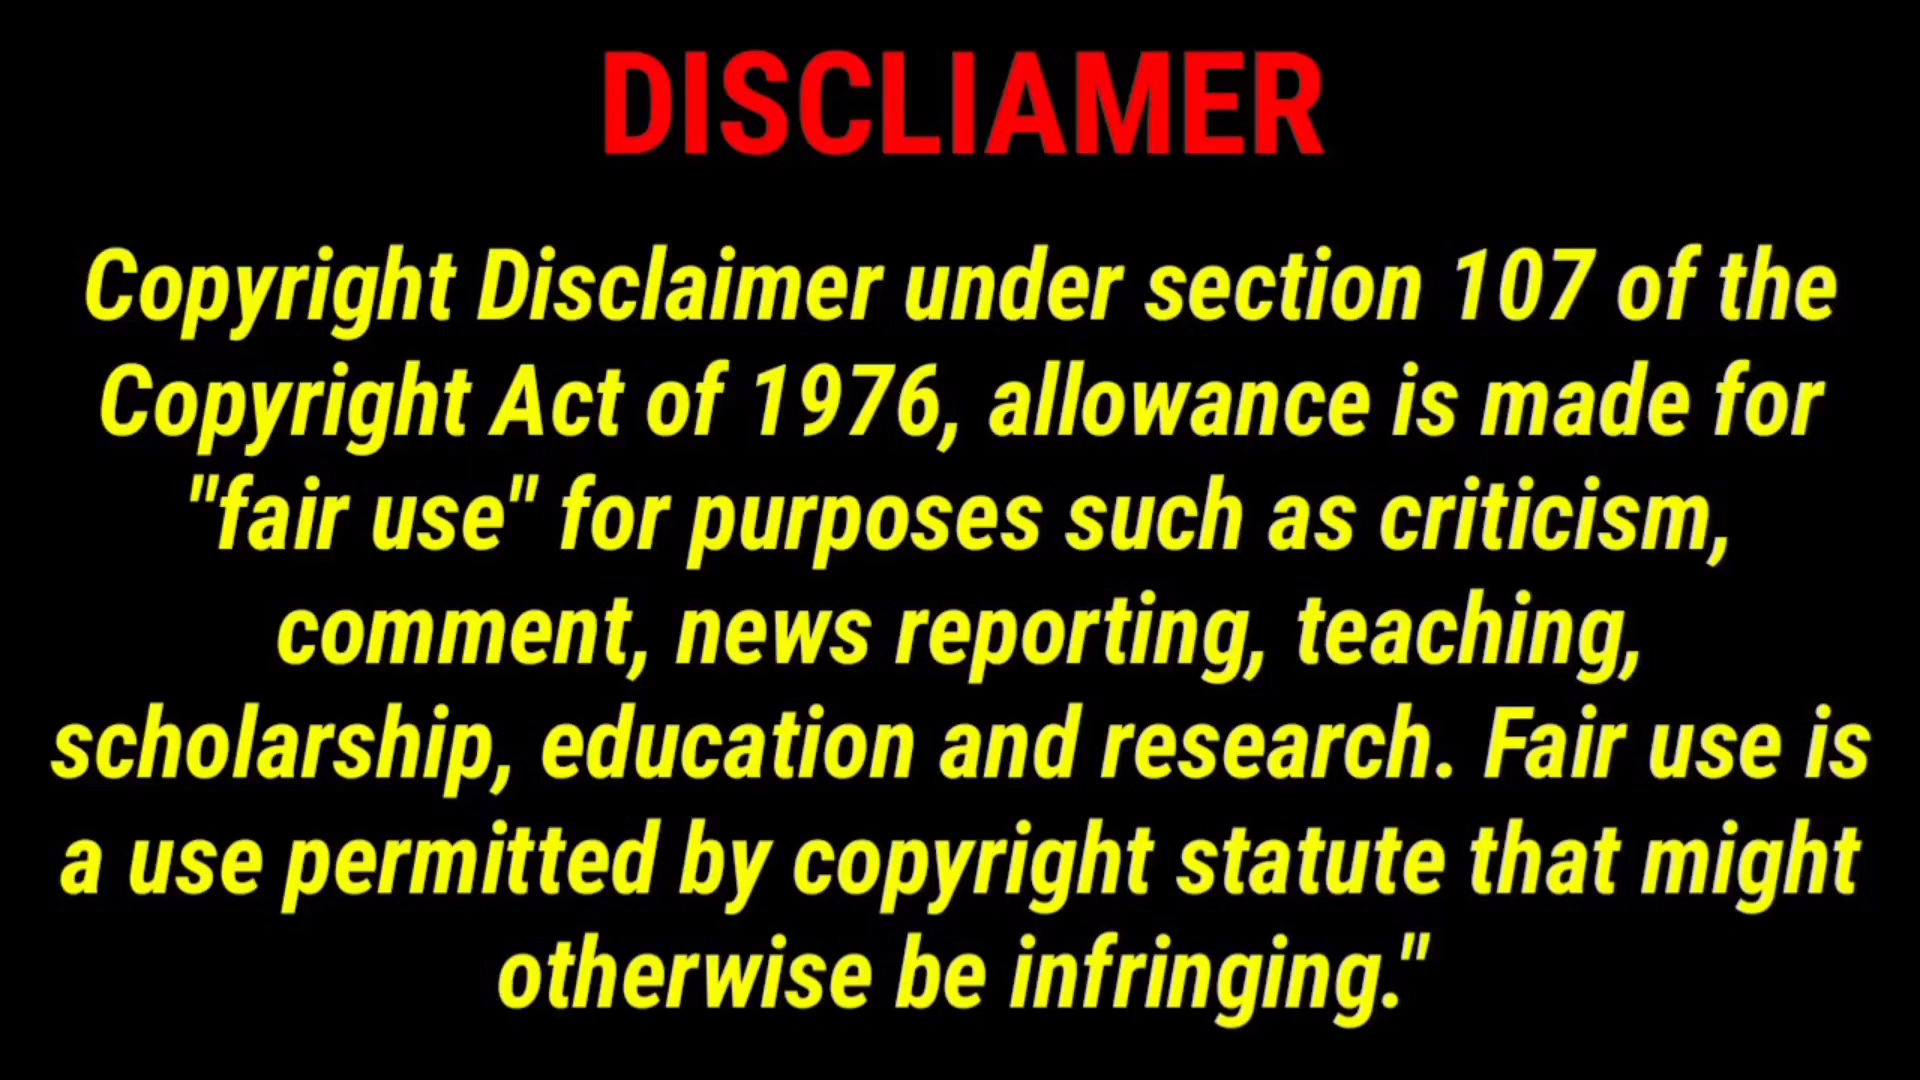 DISCLIAMER
Copyright Disclaimer under section 107 of the
Copyright Act of 1976, allowance is made for
"fair use" for purposes such as criticism,
comment, news reporting, teaching,
scholarship, education and research. Fair use is
a use permitted by copyright statute that might
otherwise be infringing."